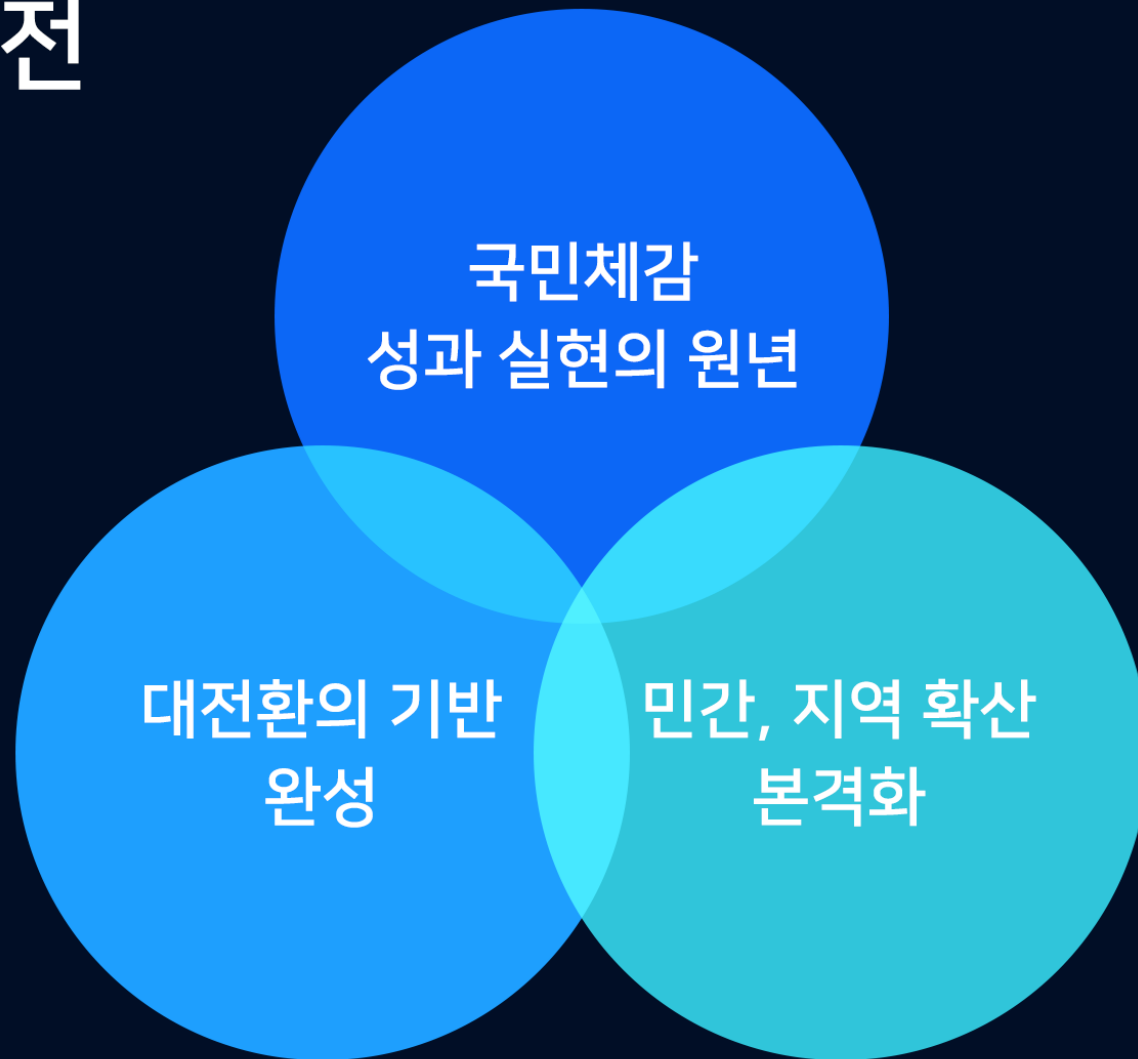 전
국민체감
성과 실현의 원년
대전환의 기반
완성
민간, 지역 확산
본격화